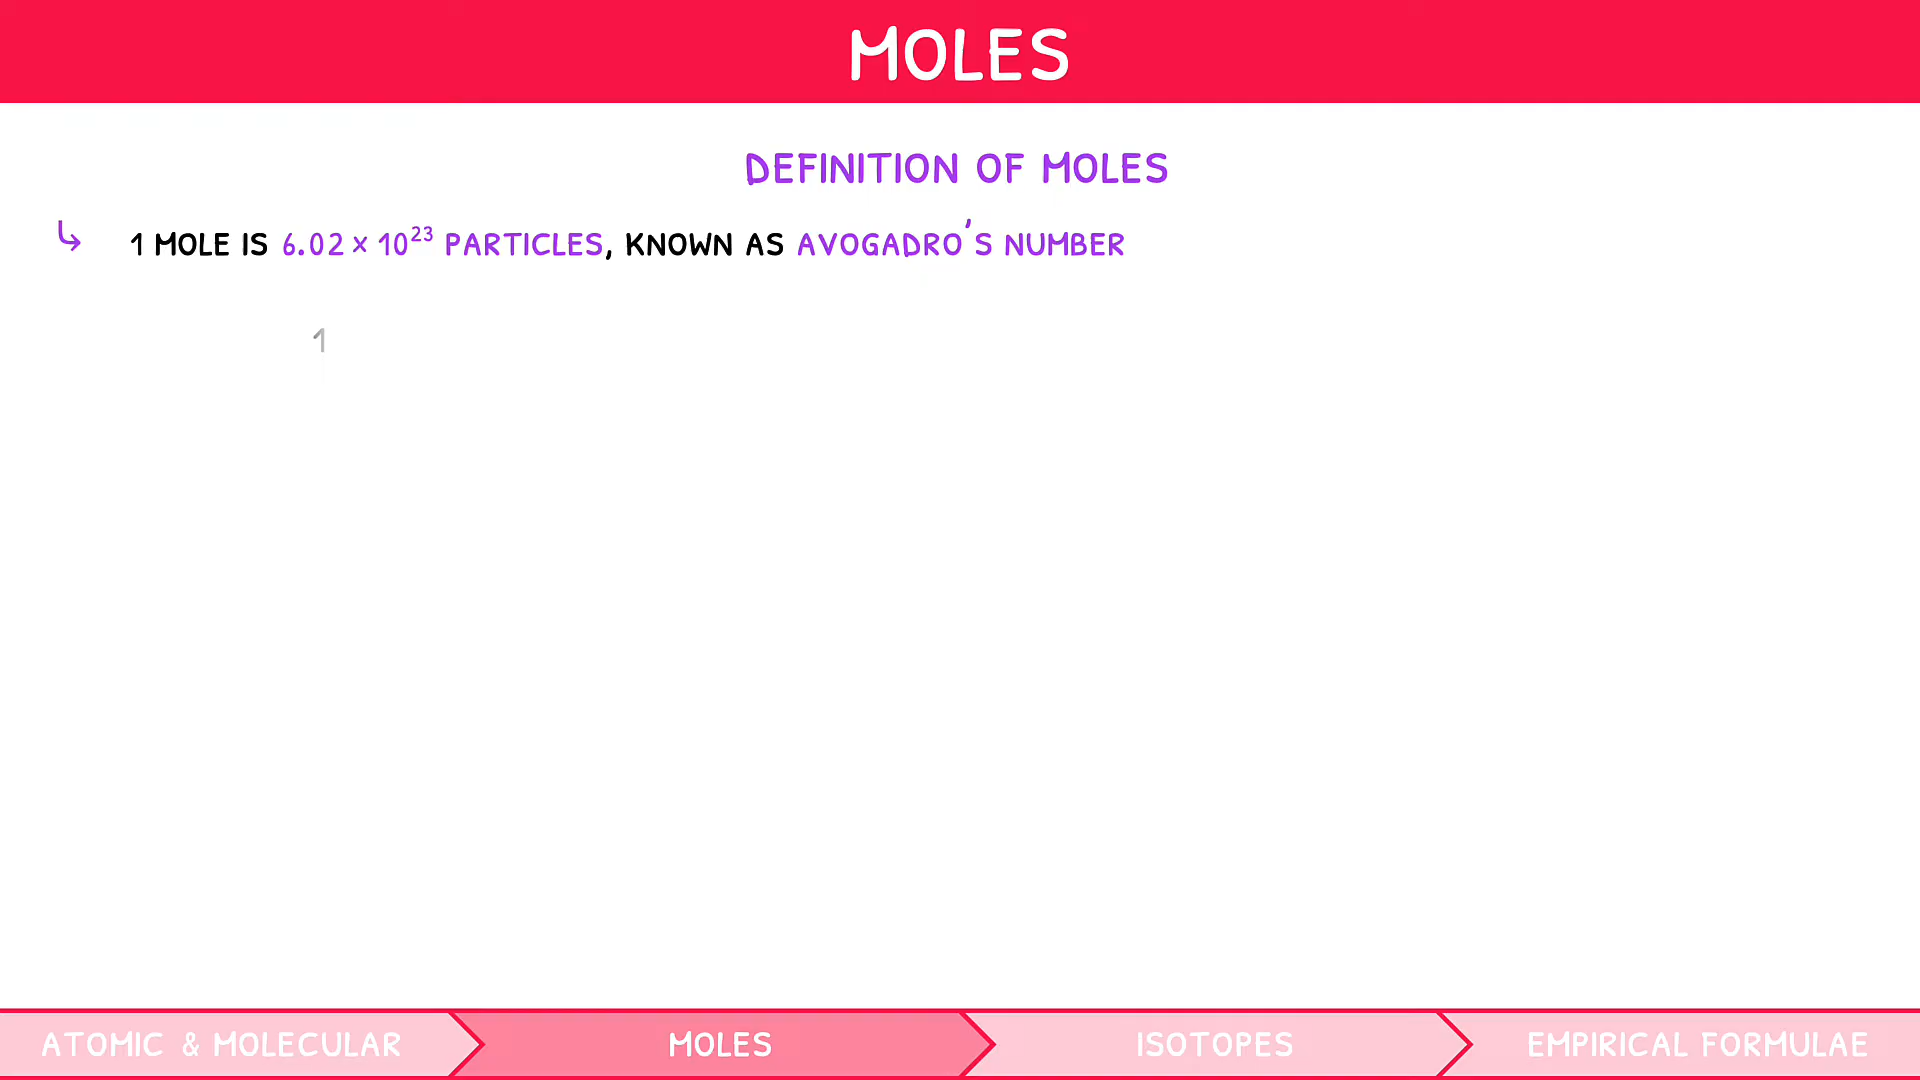 MOLES
DEFINITION OF MOLES
1 MOLE IS 6.02 × 10²³ PARTICLES, KNOWN AS AVOGADRO'S NUMBER
1
ATOMIC & MOLECULAR
MOLES
ISOTOPES
EMPIRICAL FORMULAE